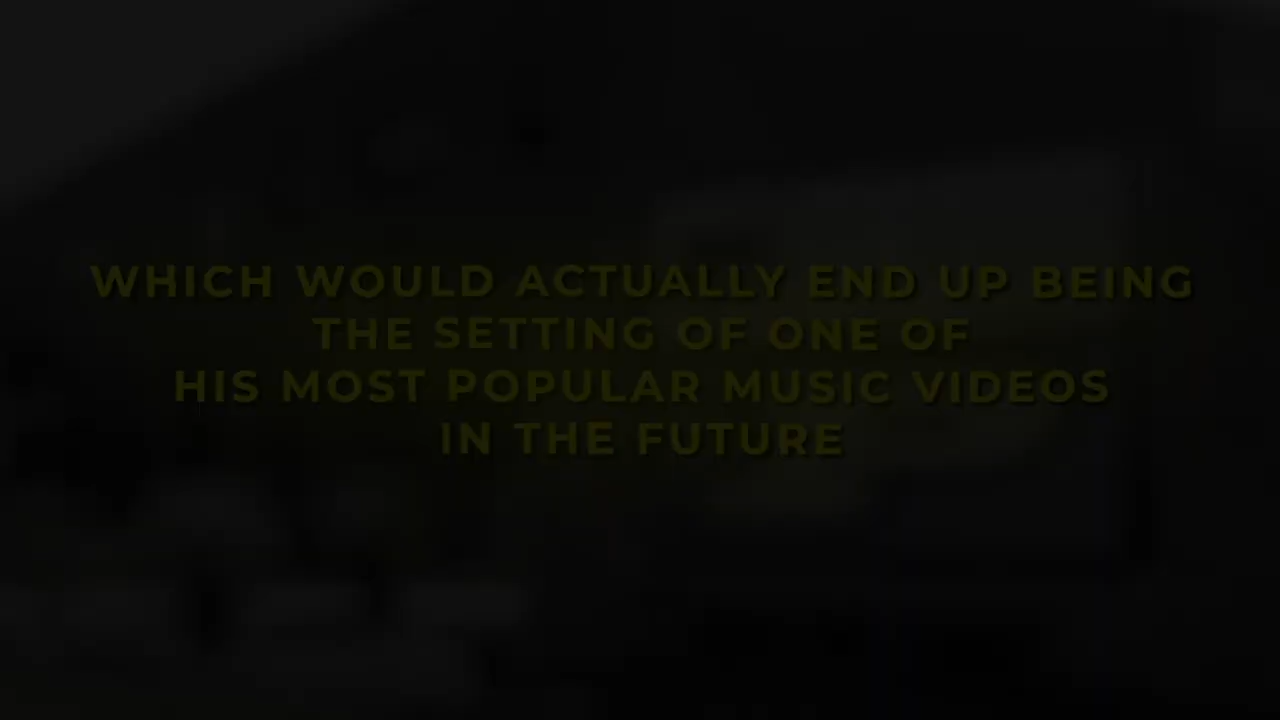 WHICH WOULD ACTUALLY END UP BEING
THE SETTING OF ONE OF
HIS MOST POPULAR MUSIC VIDEOS
IN THE FUTURE